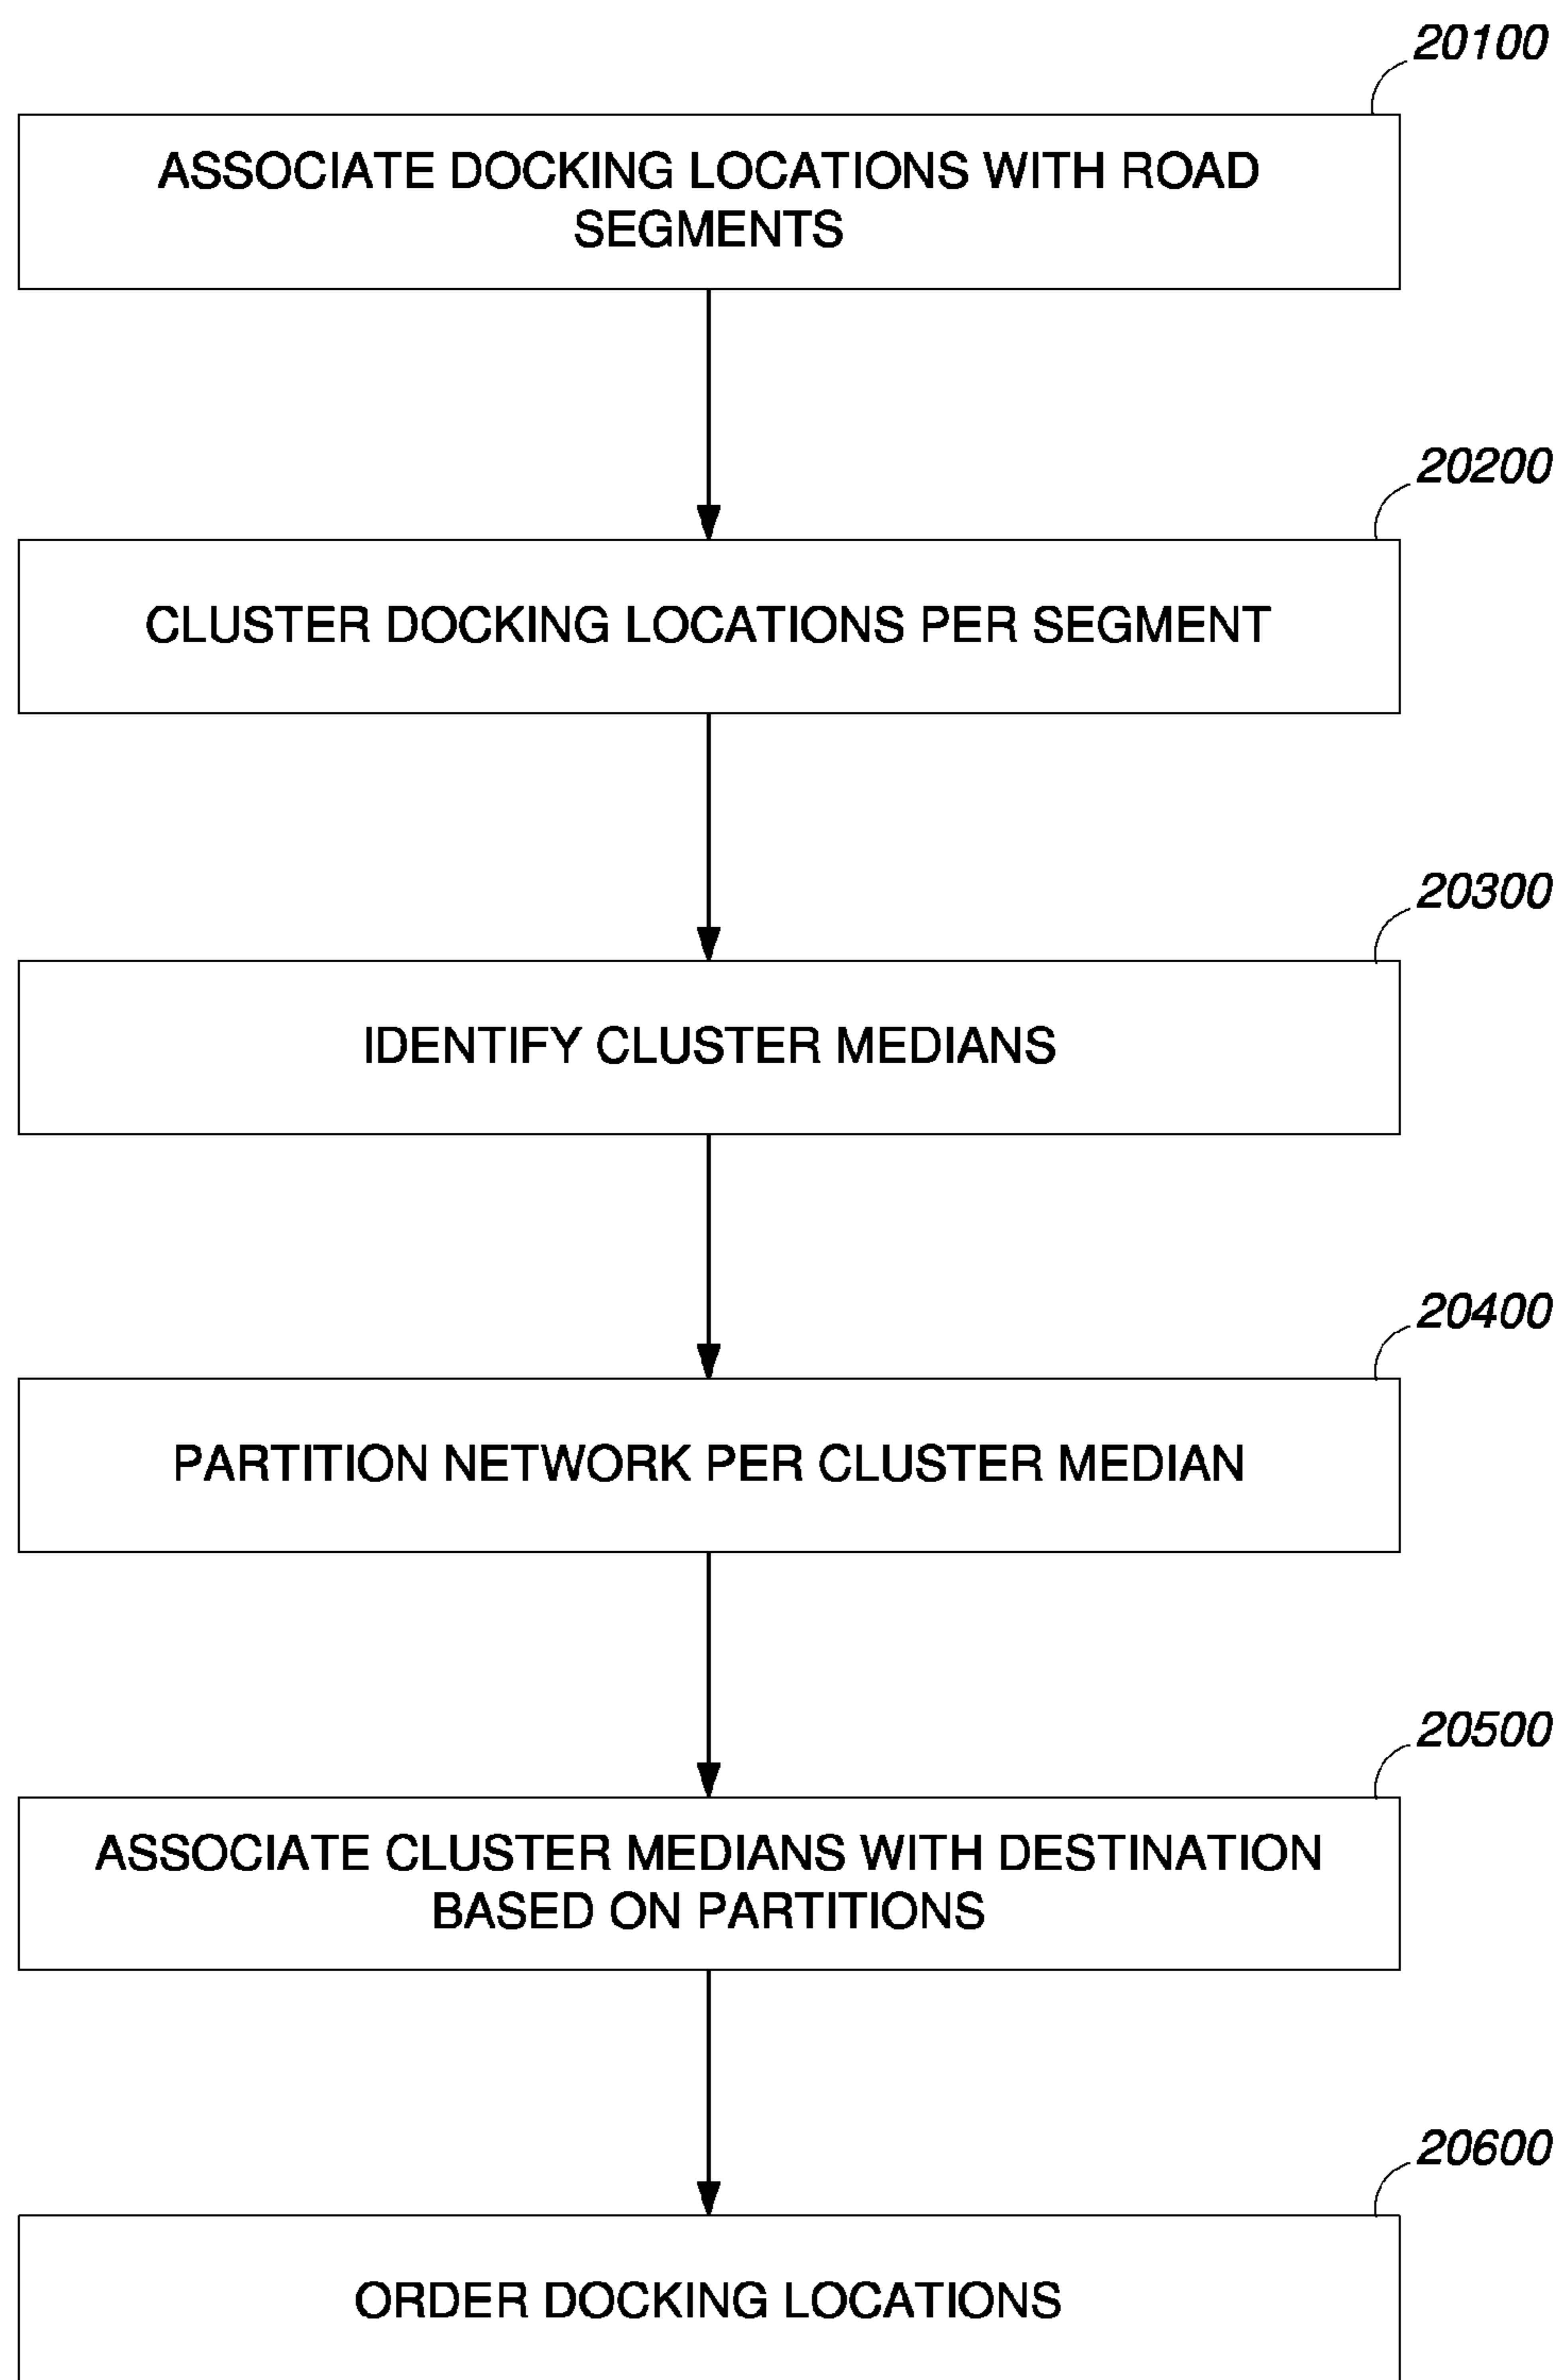 20100
ASSOCIATE DOCKING LOCATIONS WITH ROAD
SEGMENTS
20200
CLUSTER DOCKING LOCATIONS PER SEGMENT
20300
IDENTIFY CLUSTER MEDIANS
20400
PARTITION NETWORK PER CLUSTER MEDIAN
20500
ASSOCIATE CLUSTER MEDIANS WITH DESTINATION
BASED ON PARTITIONS
20600
ORDER DOCKING LOCATIONS